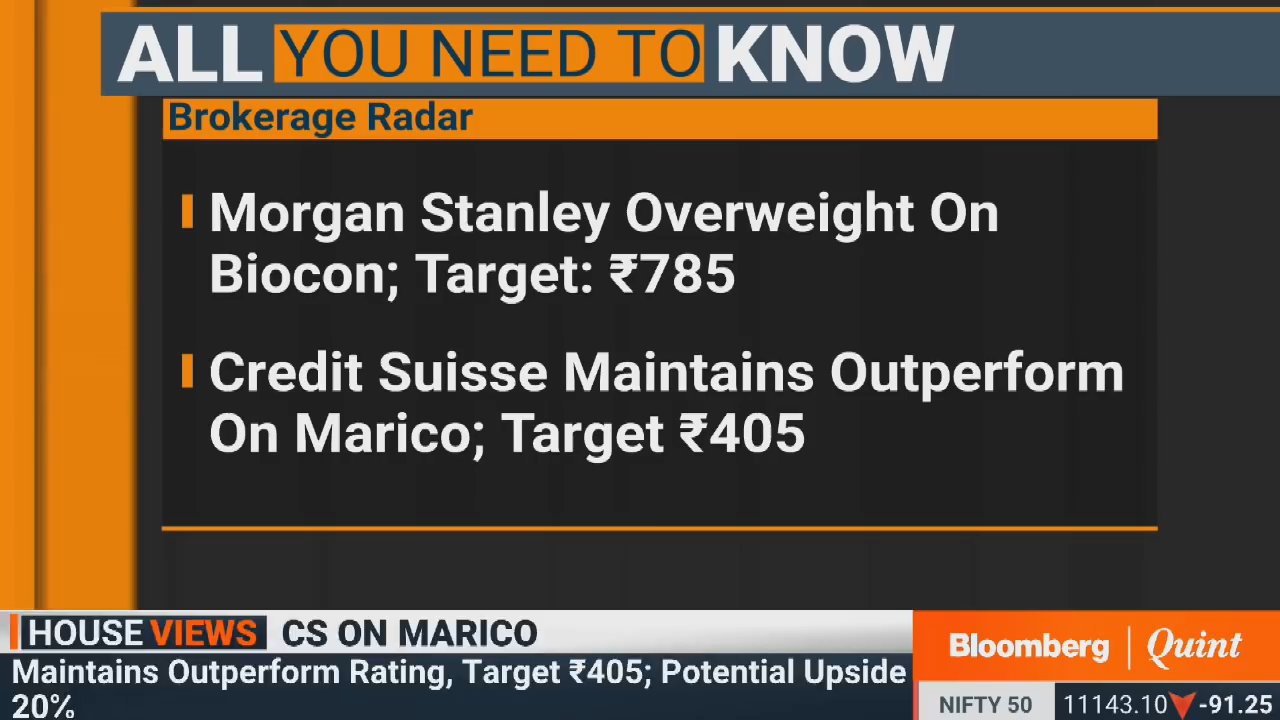 ALL YOU NEED TO KNOW
Brokerage Radar
Morgan Stanley Overweight On
Biocon; Target: ₹785
Credit Suisse Maintains Outperform
On Marico; Target ₹405
HOUSE VIEWS CS ON MARICO
Maintains Outperform Rating, Target ₹405; Potential Upside
20%
Bloomberg | Quint
NIFTY 50 11143.10 -91.25